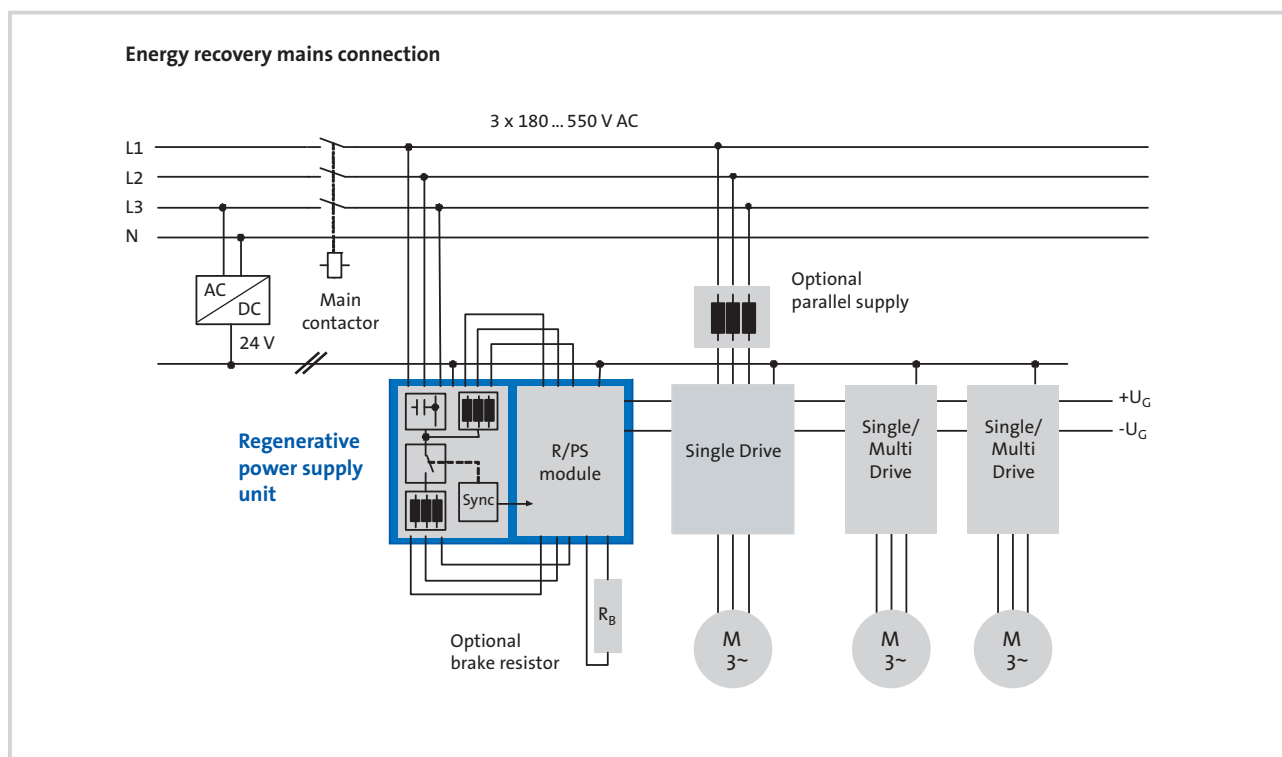 Energy recovery mains connection
3 x 180 ... 550 V AC
L1
L2
L3
N
AC
DC
24 V
Main
contactor
Optional
parallel supply
Regenerative
power supply
unit
Sync
R/PS
module
Single Drive
Single/
Multi
Drive
Single/
Multi
Drive
+UG
-UG
Optional
brake resistor
RB
M
3~
M
3~
M
3~